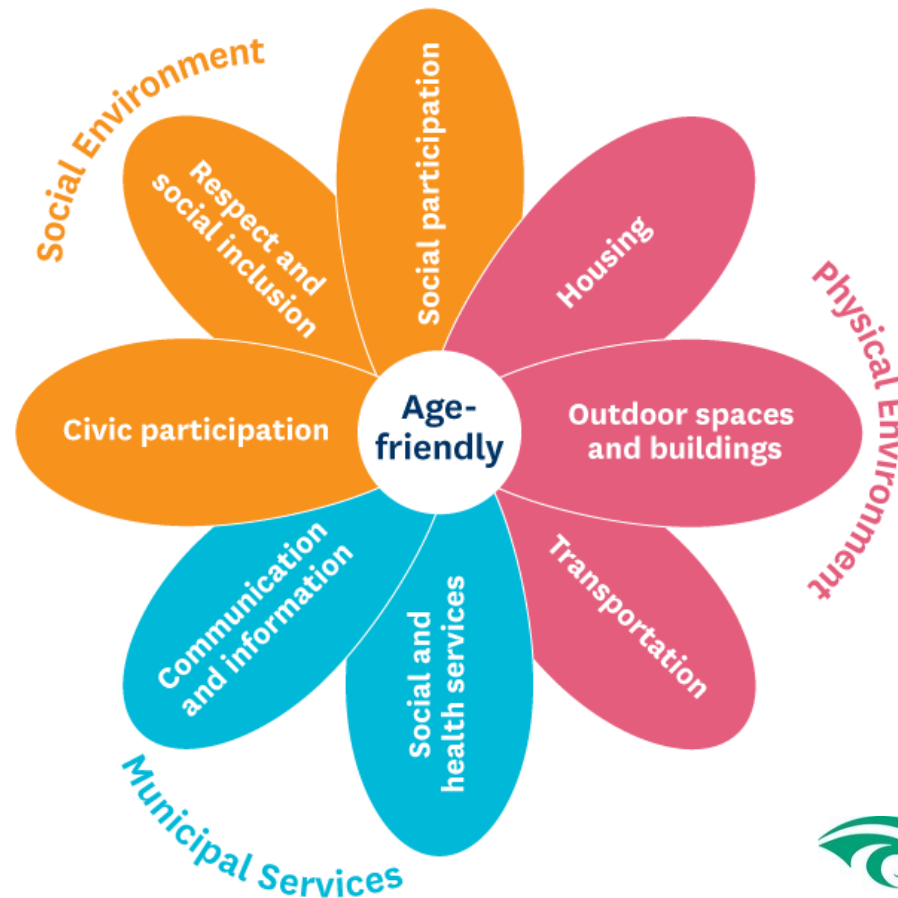 Social Environment
Social participation
Respect and
social inclusion
Housing
Physical Environment
Civic participation
Age-
friendly
Outdoor spaces
and buildings
Communication
and information
Social and
health services
Transportation
Municipal Services